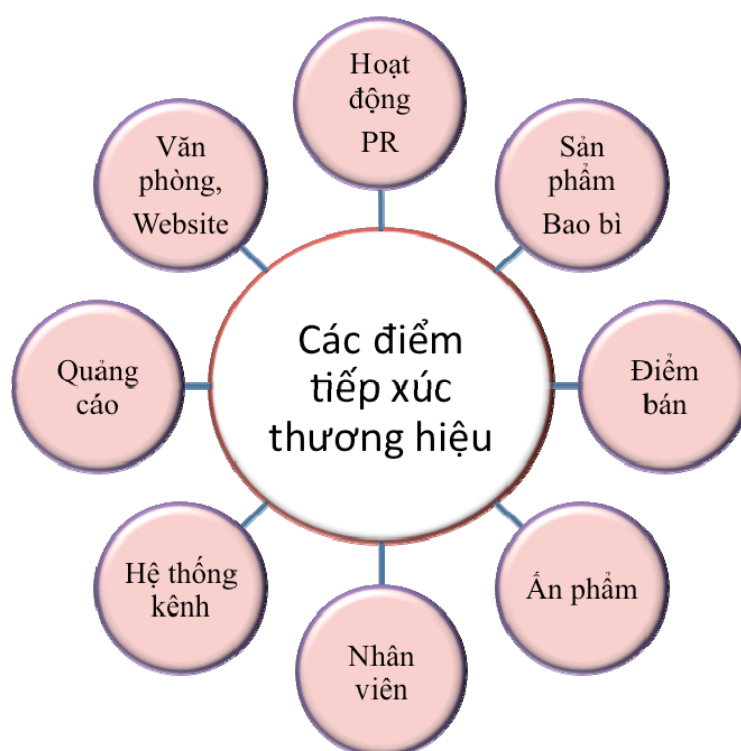 Hoạt
động
PR
Văn
phòng,
Website
Sản
phẩm
Bao bì
Các điểm
tiếp xúc
thương hiệu
Quảng
cáo
Điểm
bán
Hệ thống
kênh
Ấn phẩm
Nhân
viên